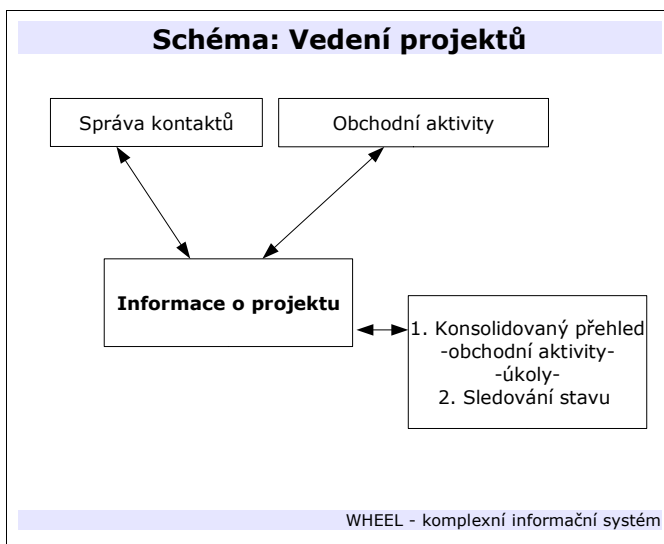 Schéma: Vedení projektů
Správa kontaktů
Obchodní aktivity
Informace o projektu
1. Konsolidovaný přehled
-obchodní aktivity-
-úkoly-
2. Sledování stavu
WHEEL - komplexní informační systém